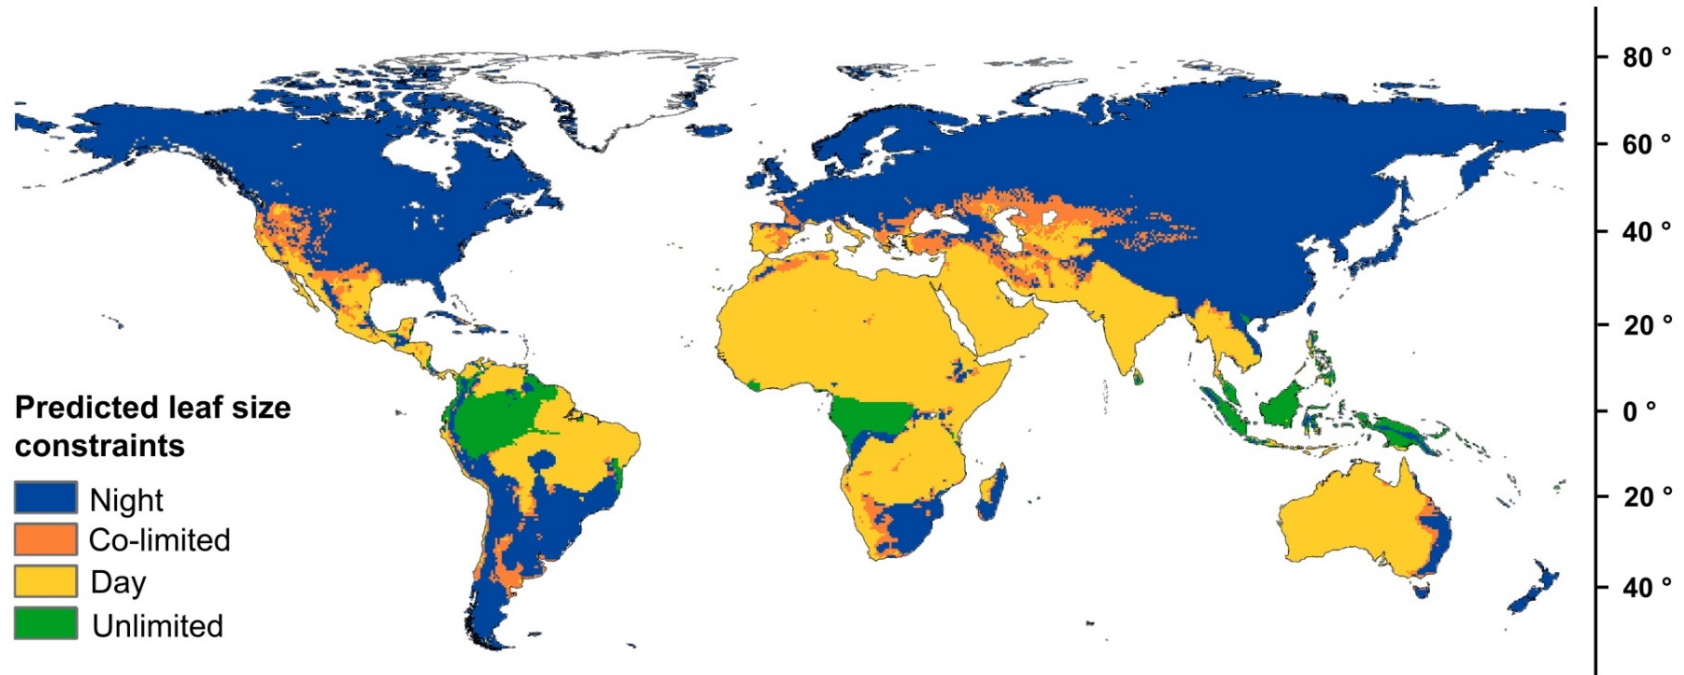 80 °
60 °
40 °
20 °
0 °
20 °
40 °
Predicted leaf size
constraints
Night
Co-limited
Day
Unlimited